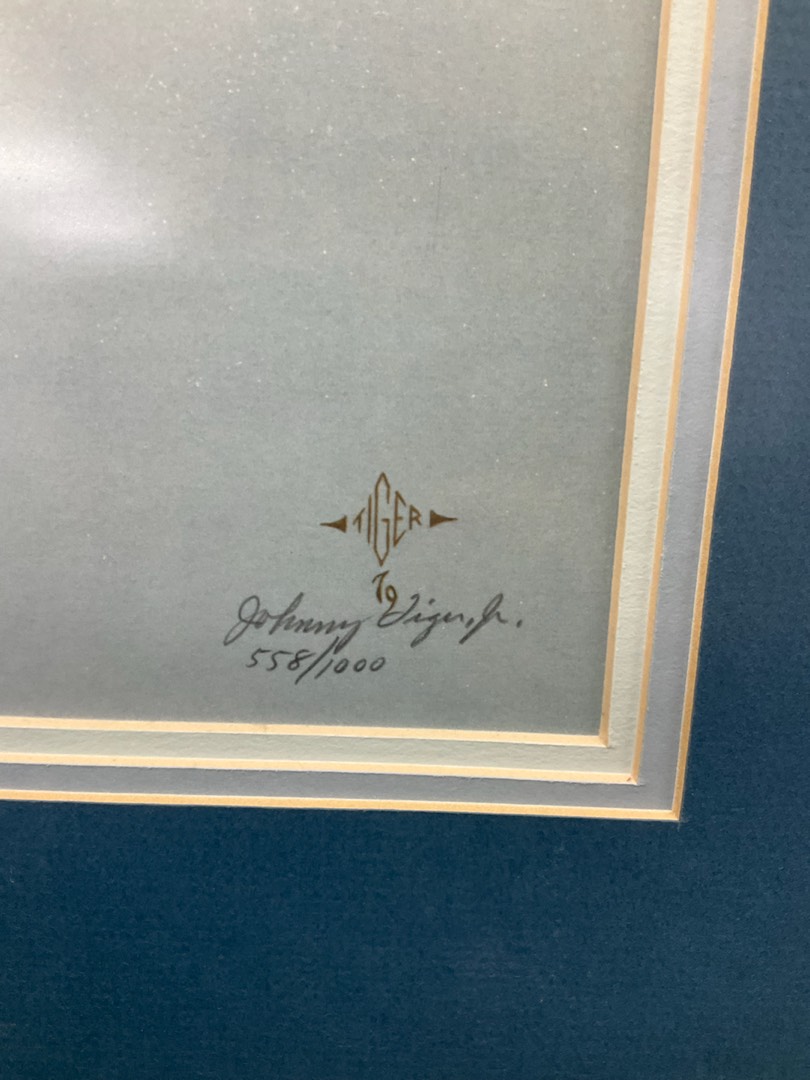 TIGER
79
Johnny Tiger, Jr.
558/1000